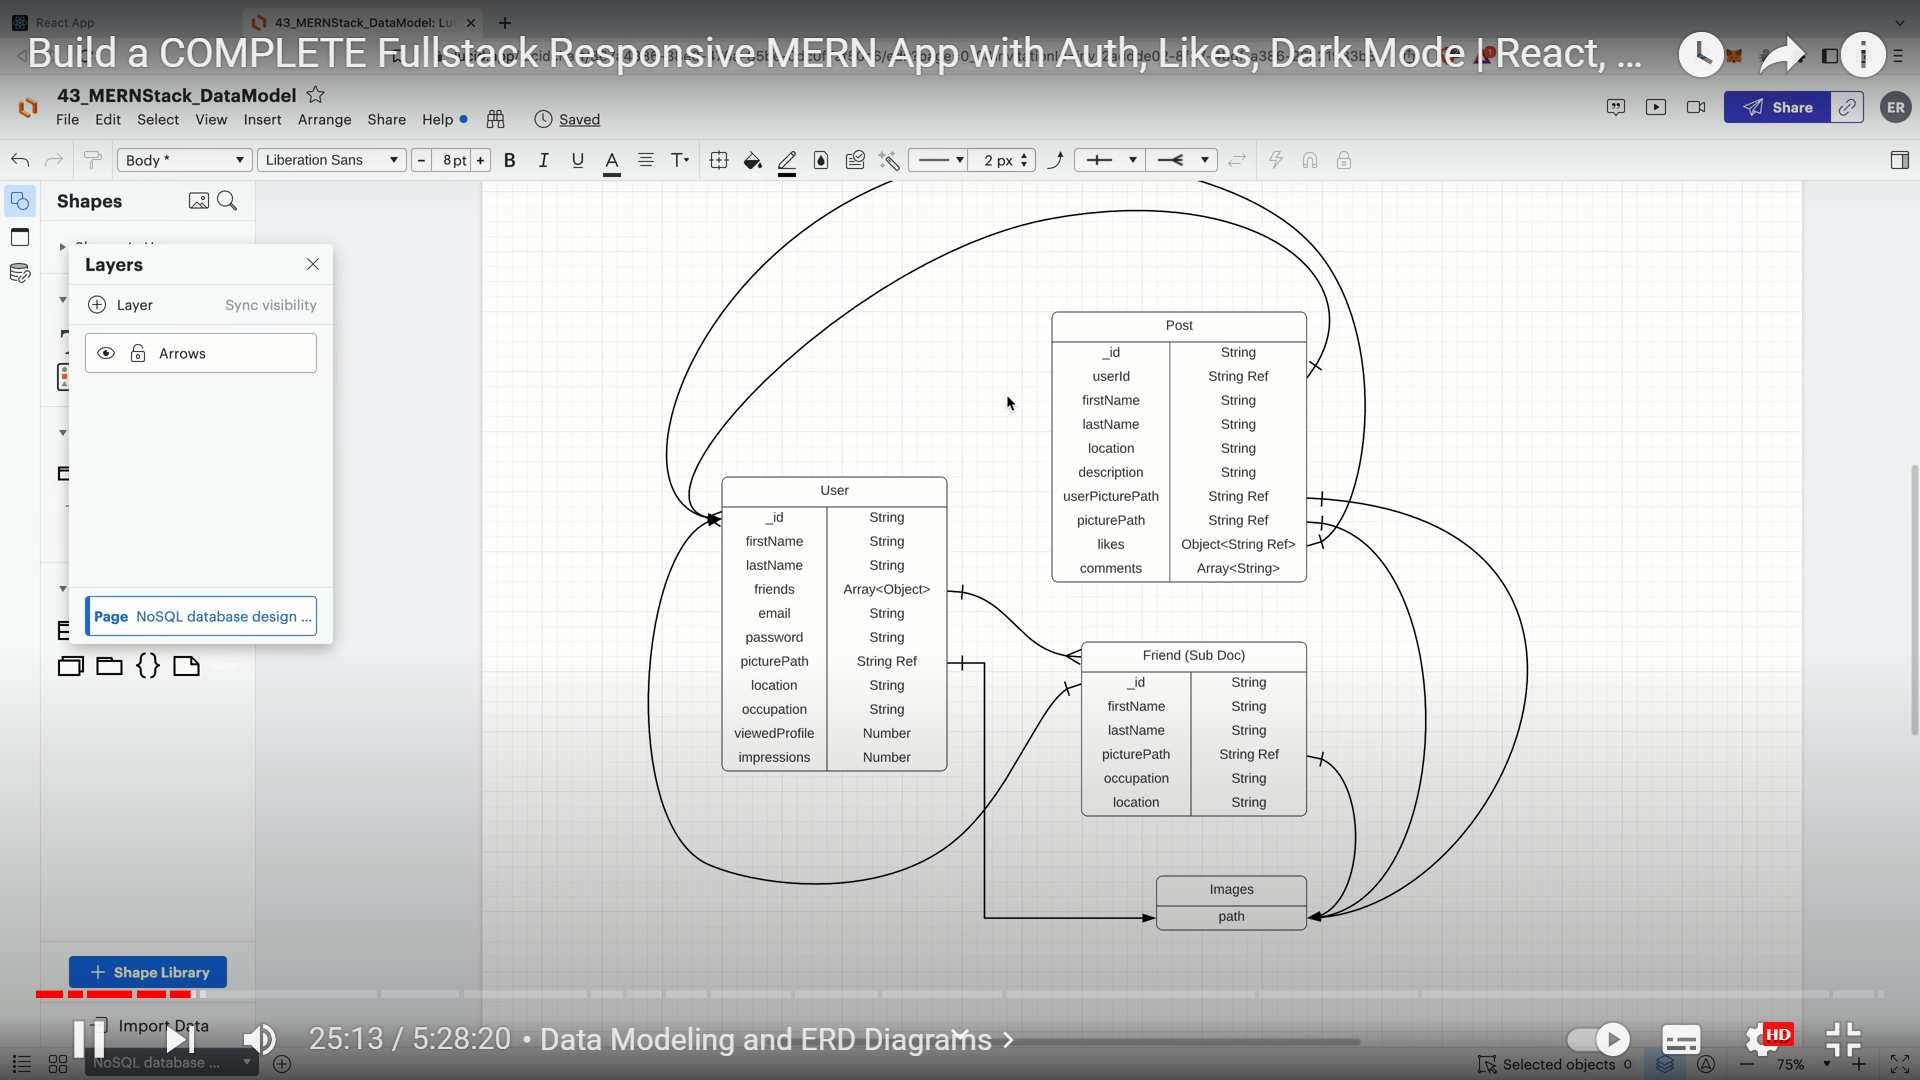 React App
43_MERNStack_DataModel: Luc
Build a COMPLETE Fullstack Responsive MERN App with Auth, Likes, Dark Mode | React, ...
43_MERNStack_DataModel
File Edit Select View Insert Arrange Share Help
Saved
Share
ER
Body *
Liberation Sans
- 8 pt +
B I U A T
2 px
Shapes
Layers
Layer
Sync visibility
Arrows
Page NoSQL database design ...
Post
_id String
userId String Ref
firstName String
lastName String
location String
description String
userPicturePath String Ref
picturePath String Ref
likes Object<String Ref>
comments Array<String>
User
_id String
firstName String
lastName String
friends Array<Object>
email String
password String
picturePath String Ref
location String
occupation String
viewedProfile Number
impressions Number
Friend (Sub Doc)
_id String
firstName String
lastName String
picturePath String Ref
occupation String
location String
Images
path
+ Shape Library
Import Data
25:13 / 5:28:20 • Data Modeling and ERD Diagrams
HD
NoSQL database ...
Selected objects 0
75%